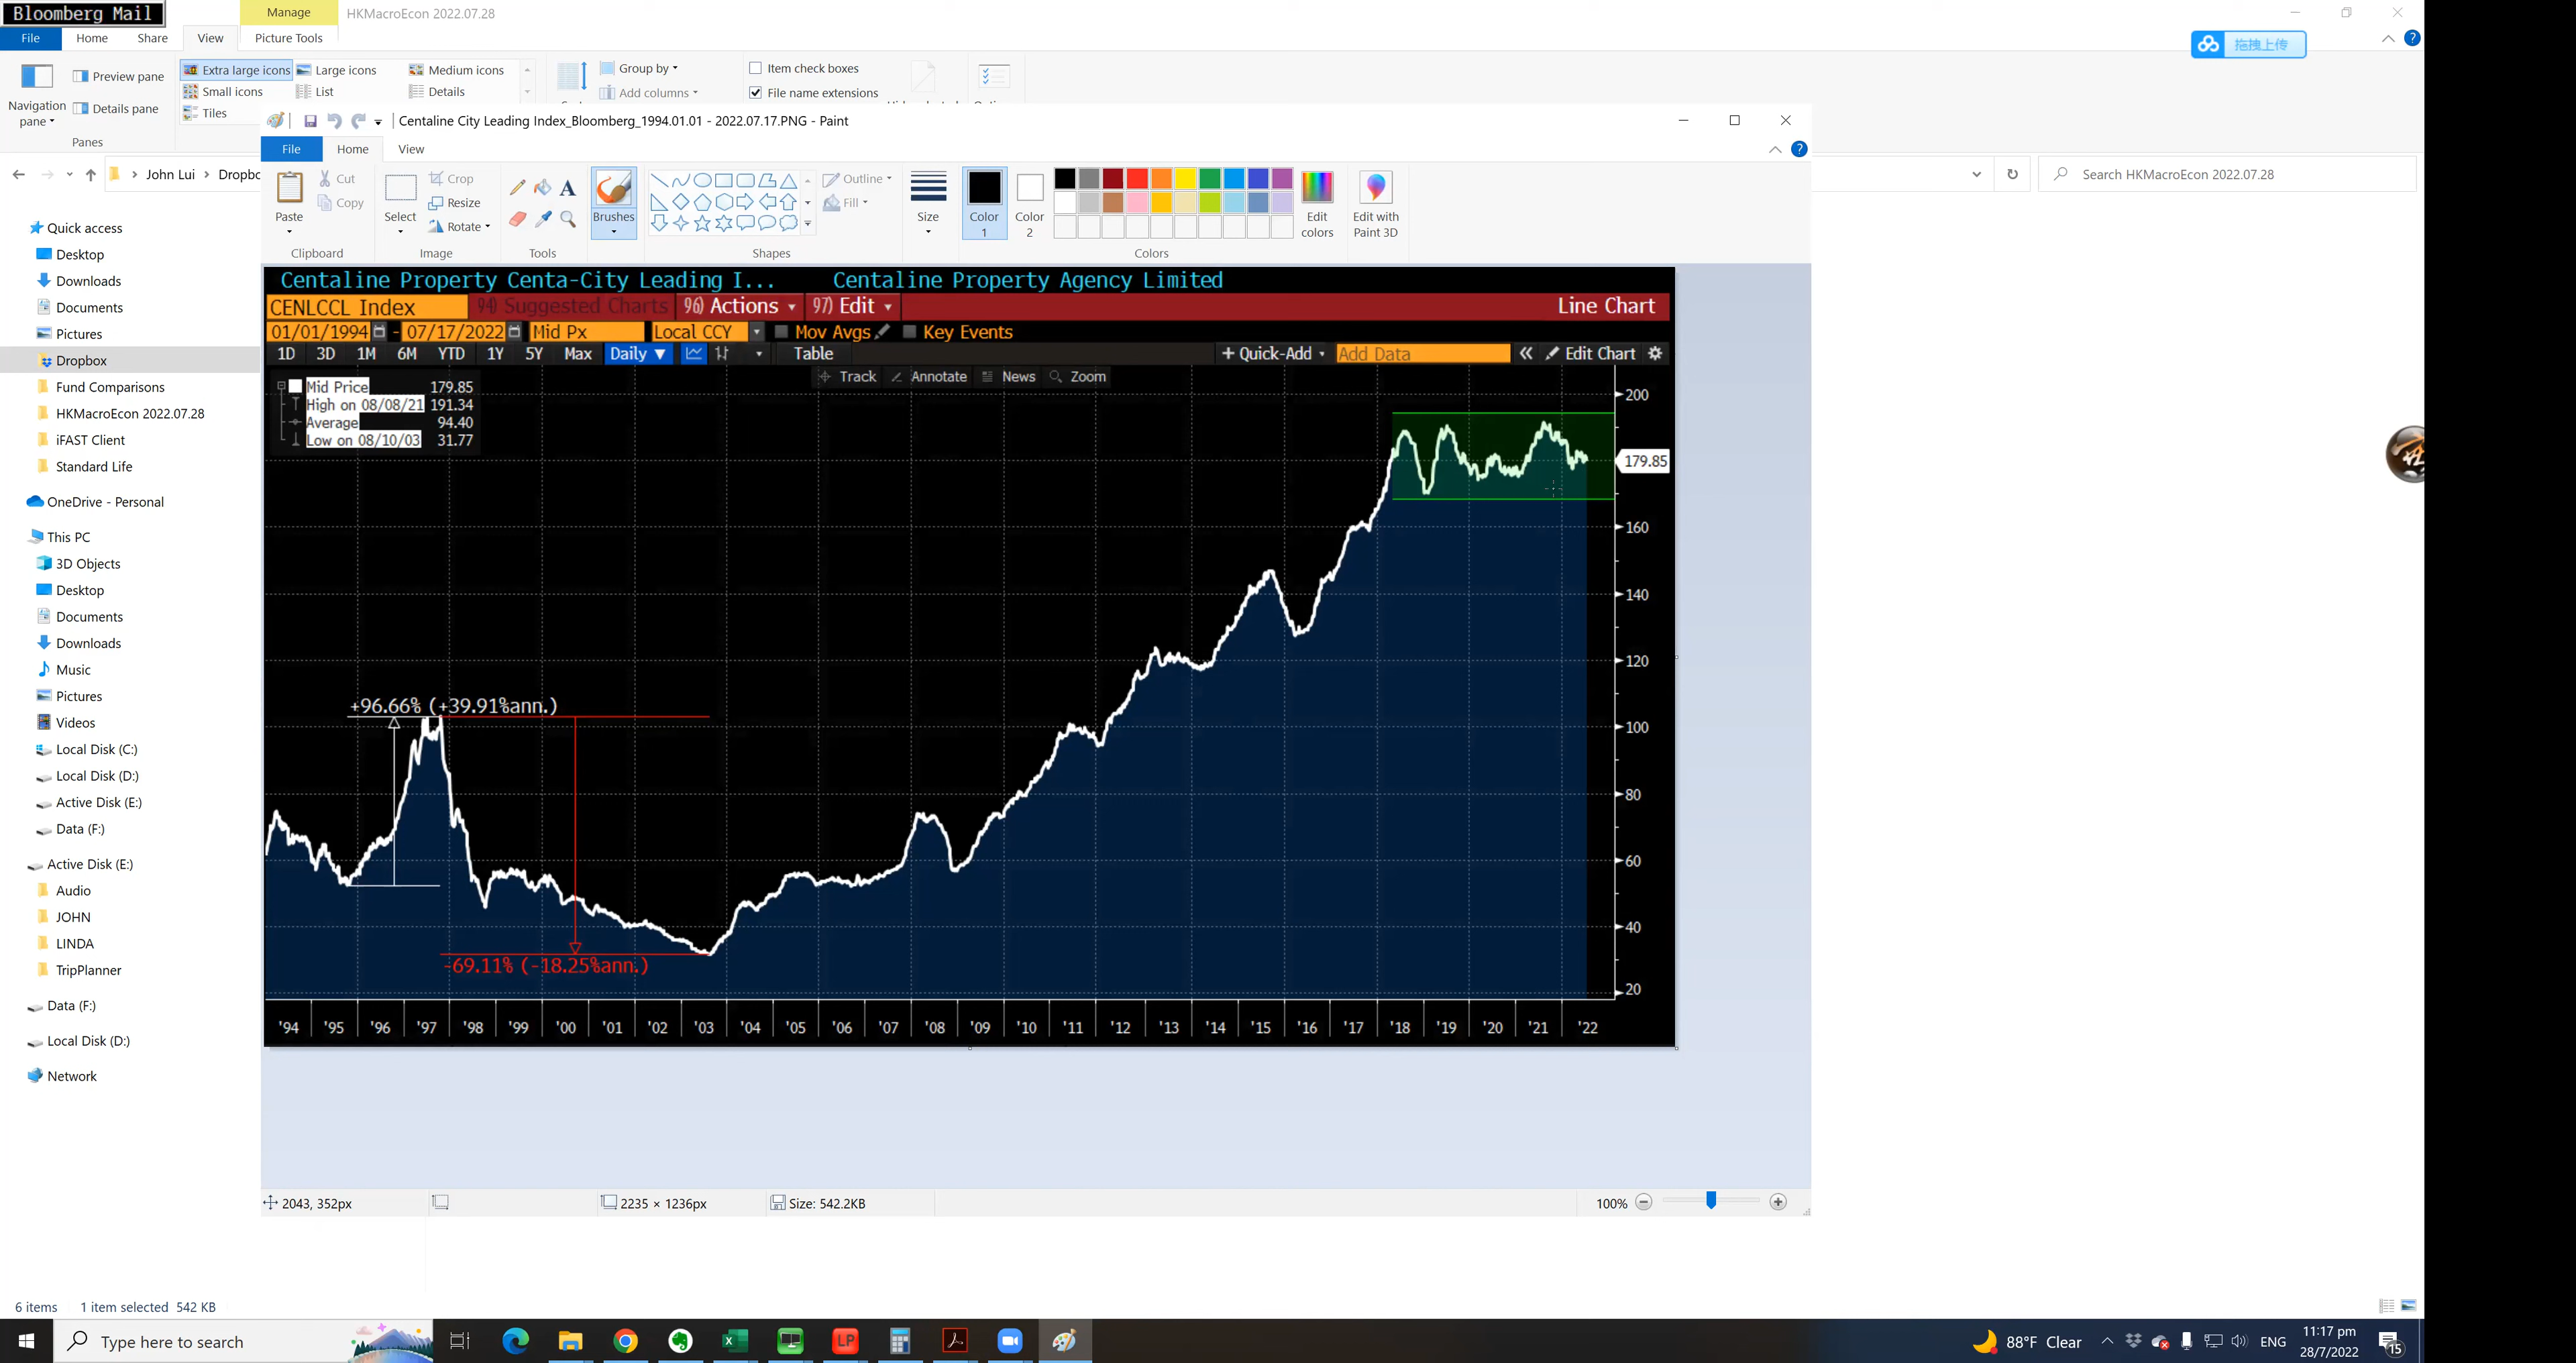 Bloomberg Mail
Manage
HKMacroEcon 2022.07.28
File Home Share View Picture Tools
拖拽上传
Navigation pane
Preview pane
Details pane
Panes
Extra large icons Large icons Medium icons
Small icons List Details
Tiles
Group by
Add columns
Item check boxes
File name extensions
John Lui Dropbo
Search HKMacroEcon 2022.07.28
Centaline City Leading Index_Bloomberg_1994.01.01 - 2022.07.17.PNG - Paint
File Home View
Paste
Cut
Copy
Clipboard
Select
Crop
Resize
Rotate
Image
Tools
Brushes
Shapes
Outline
Fill
Size
Color 1
Color 2
Colors
Edit colors
Edit with Paint 3D
Quick access
Desktop
Downloads
Documents
Pictures
Dropbox
Fund Comparisons
HKMacroEcon 2022.07.28
iFAST Client
Standard Life
OneDrive - Personal
This PC
3D Objects
Desktop
Documents
Downloads
Music
Pictures
Videos
Local Disk (C:)
Local Disk (D:)
Active Disk (E:)
Data (F:)
Active Disk (E:)
Audio
JOHN
LINDA
TripPlanner
Data (F:)
Local Disk (D:)
Network
Centaline Property Centa-City Leading I... Centaline Property Agency Limited
CENLCCL Index 94) Suggested Charts 96) Actions 97) Edit Line Chart
01/01/1994 - 07/17/2022 Mid Px Local CCY Mov Avgs Key Events
1D 3D 1M 6M YTD 1Y 5Y Max Daily ▼ Table + Quick-Add Add Data « Edit Chart
Track Annotate News Zoom
Mid Price 179.85
High on 08/08/21 191.34
Average 94.40
Low on 08/10/03 31.77
+96.66% (+39.91%ann.)
-69.11% (-18.25%ann.)
200
179.85
160
140
120
100
80
60
40
20
'94 '95 '96 '97 '98 '99 '00 '01 '02 '03 '04 '05 '06 '07 '08 '09 '10 '11 '12 '13 '14 '15 '16 '17 '18 '19 '20 '21 '22
2043, 352px
2235 × 1236px
Size: 542.2KB
100%
6 items 1 item selected 542 KB
Type here to search
LP
88°F Clear
ENG
11:17 pm
28/7/2022
15